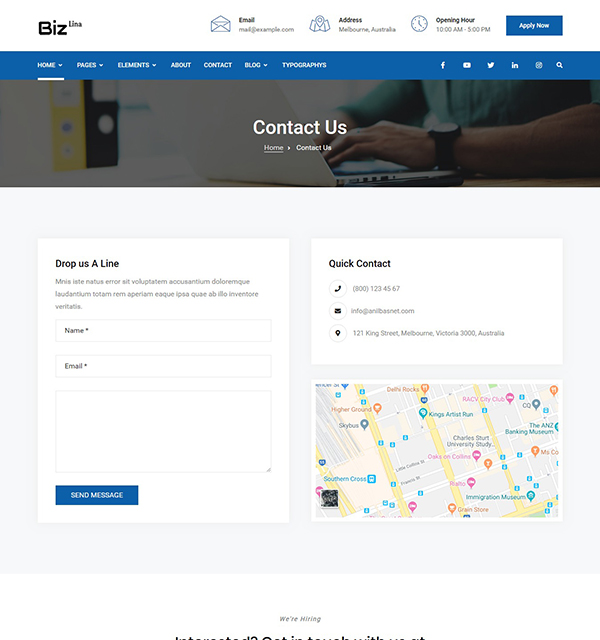 Biz Lina
Email
mail@example.com
Address
Melbourne, Australia
Opening Hour
10:00 AM - 5:00 PM
Apply Now
HOME PAGES ELEMENTS ABOUT CONTACT BLOG TYPOGRAPHYS
Contact Us
Home Contact Us
Drop us A Line
Mnis iste natus error sit voluptatem accusantium doloremque
laudantium totam rem aperiam eaque ipsa quae ab illo inventore
veritatis.
Name *
Email *
SEND MESSAGE
Quick Contact
(800) 123 45 67
info@anilbasnet.com
121 King Street, Melbourne, Victoria 3000, Australia
Delhi Rocks
RACV City Club
Higher Ground
Kings Artist Run
CQ
Skybus
The ANZ
Banking Museum
Charles Sturt
University Study
Ms Co
Oaks on Collins
Little Collins St
Southern Cross
Francis St
Rialto
Immigration Museum
Grain Store
We're Hiring